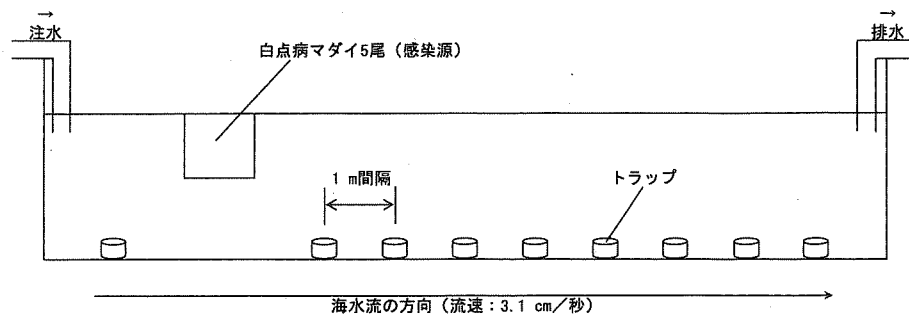 →
注水
→
排水
白点病マダイ5尾（感染源）
1 m間隔
トラップ
海水流の方向（流速：3.1 cm／秒）